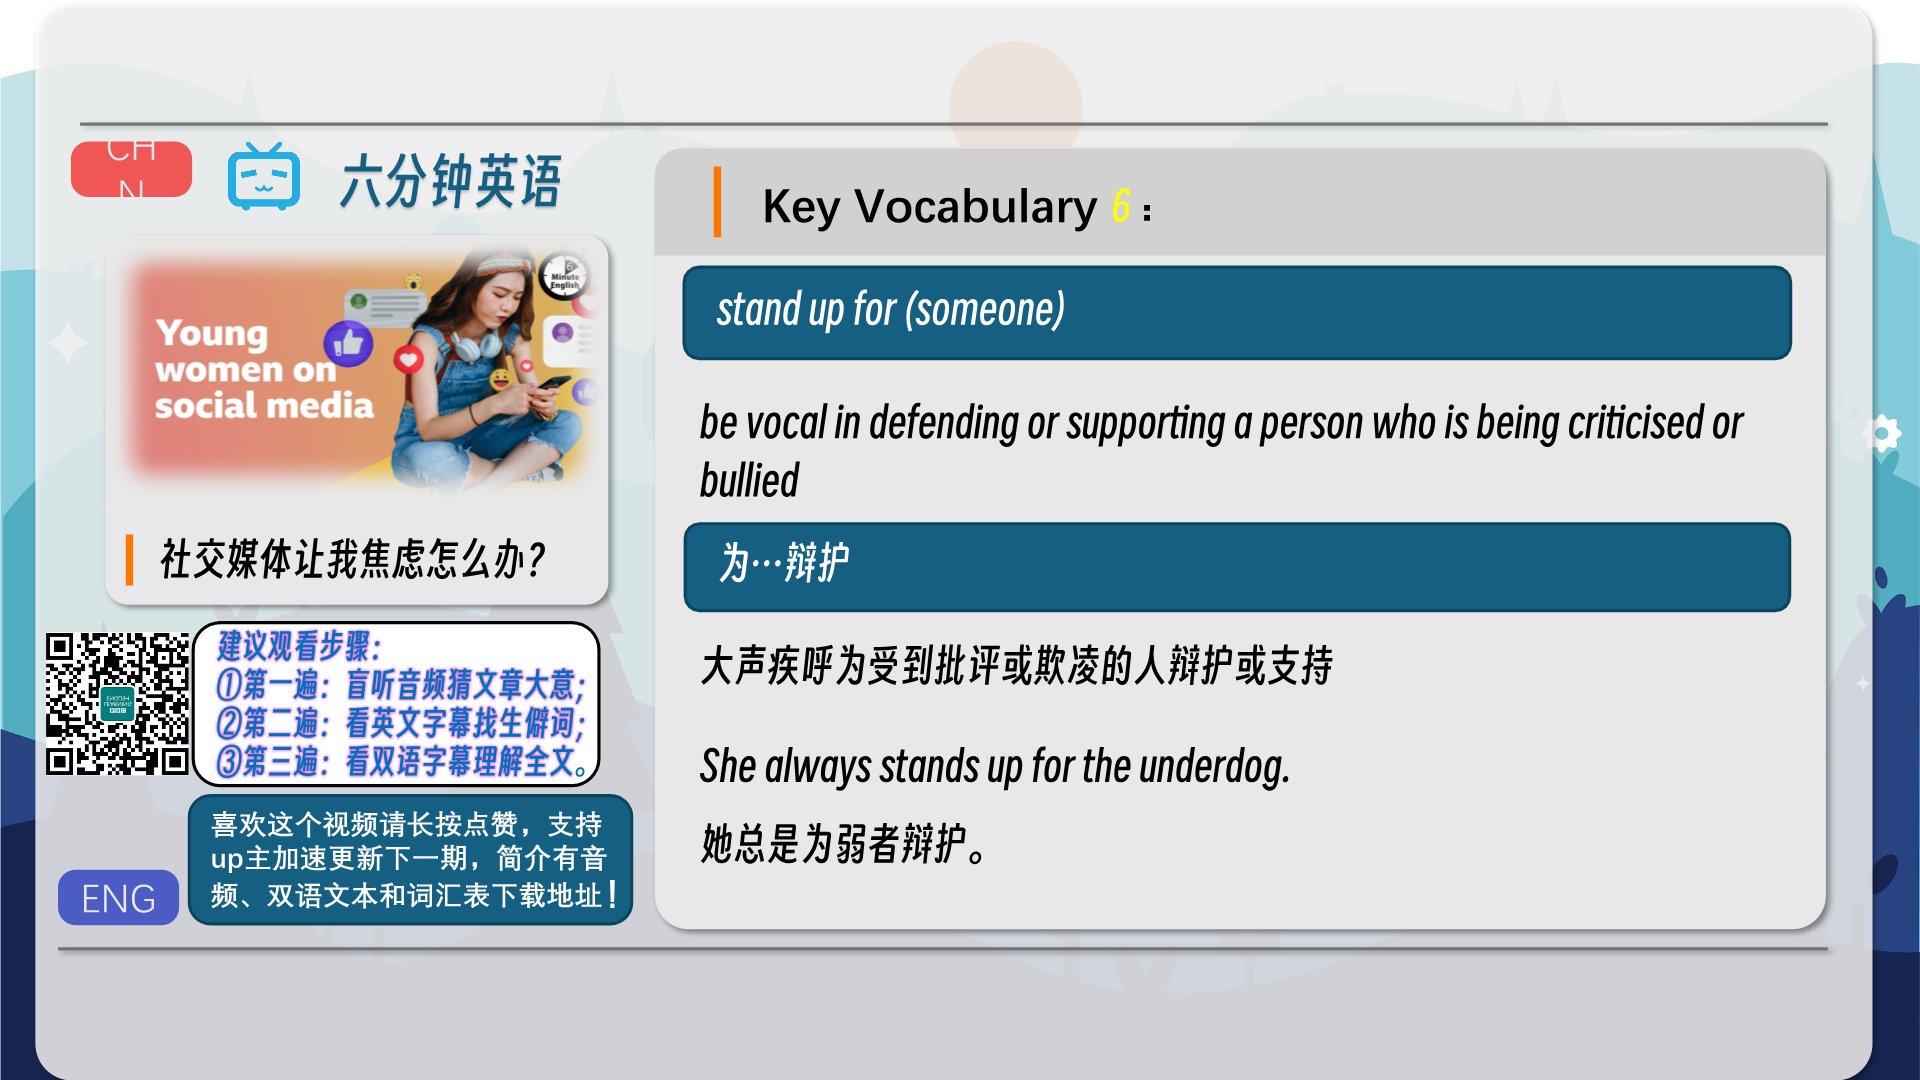 CH
N
六分钟英语
6
Minute
English
Young
women on
social media
社交媒体让我焦虑怎么办?
建议观看步骤：
①第一遍：盲听音频猜文章大意；
②第二遍：看英文字幕找生僻词；
③第三遍：看双语字幕理解全文。
喜欢这个视频请长按点赞，支持
up主加速更新下一期，简介有音
频、双语文本和词汇表下载地址！
ENG
Key Vocabulary 6：
stand up for (someone)
be vocal in defending or supporting a person who is being criticised or
bullied
为…辩护
大声疾呼为受到批评或欺凌的人辩护或支持
She always stands up for the underdog.
她总是为弱者辩护。